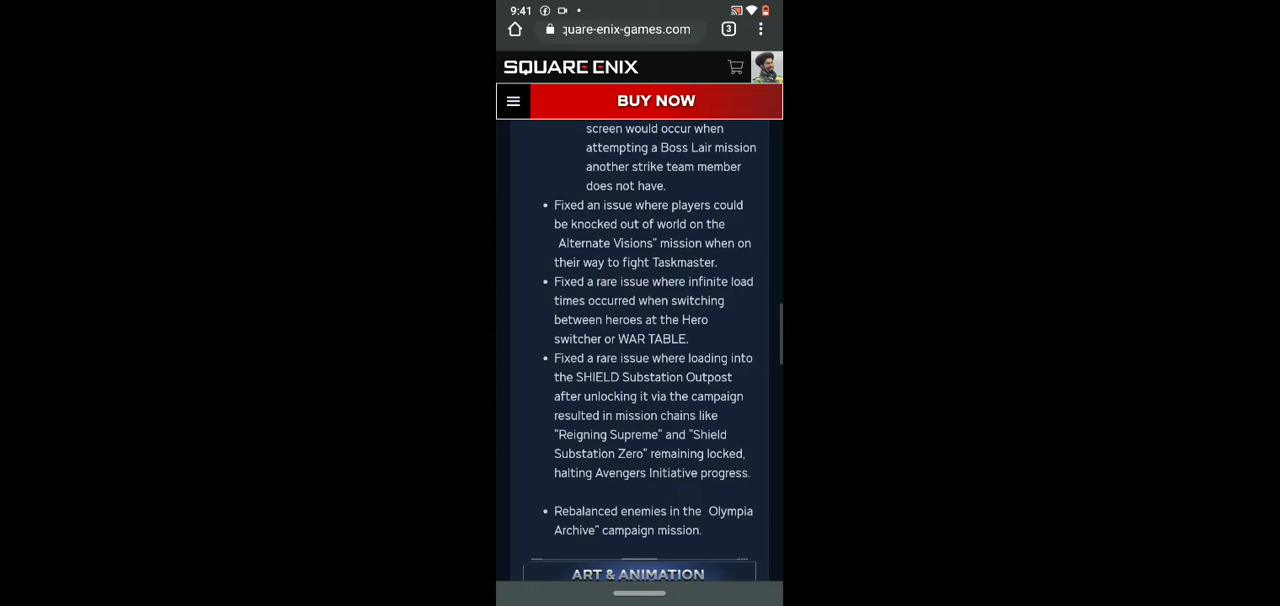 9:41
quare-enix-games.com
3
SQUARE ENIX
BUY NOW
screen would occur when
attempting a Boss Lair mission
another strike team member
does not have.
• Fixed an issue where players could
be knocked out of world on the
Alternate Visions" mission when on
their way to fight Taskmaster.
• Fixed a rare issue where infinite load
times occurred when switching
between heroes at the Hero
switcher or WAR TABLE.
• Fixed a rare issue where loading into
the SHIELD Substation Outpost
after unlocking it via the campaign
resulted in mission chains like
"Reigning Supreme" and "Shield
Substation Zero" remaining locked,
halting Avengers Initiative progress.
• Rebalanced enemies in the Olympia
Archive" campaign mission.
ART & ANIMATION